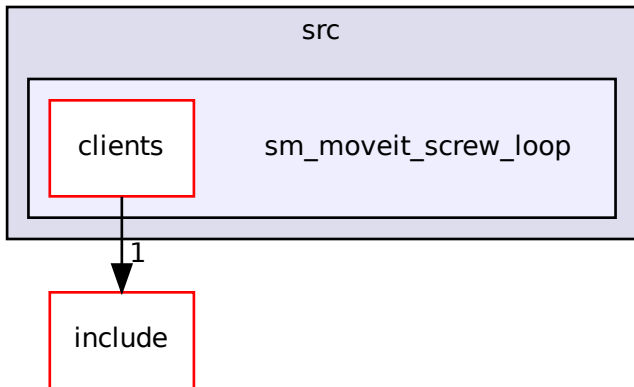 src
clients
sm_moveit_screw_loop
1
include